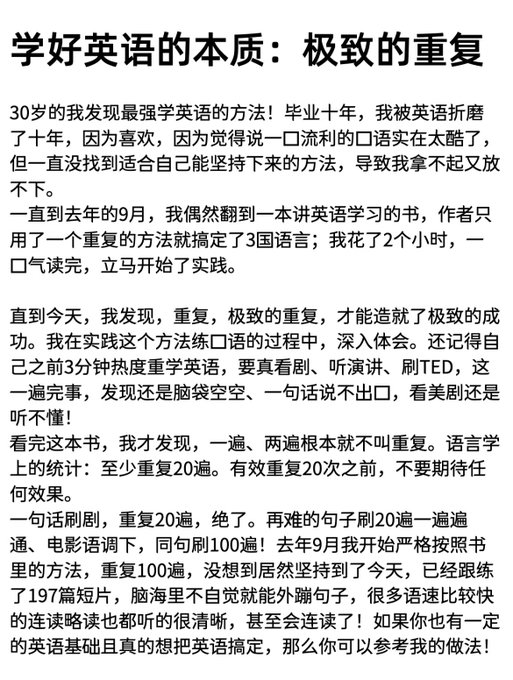 学好英语的本质：极致的重复
30岁的我发现最强学英语的方法！毕业十年，我被英语折磨
了十年，因为喜欢，因为觉得说一口流利的口语实在太酷了，
但一直没找到适合自己能坚持下来的方法，导致我拿不起又放
不下。
一直到去年的9月，我偶然翻到一本讲英语学习的书，作者只
用了一个重复的方法就搞定了3国语言；我花了2个小时，一
口气读完，立马开始了实践。
直到今天，我发现，重复，极致的重复，才能造就了极致的成
功。我在实践这个方法练口语的过程中，深入体会。还记得自
己之前3分钟热度重学英语，要真看剧、听演讲、刷TED，这
一遍完事，发现还是脑袋空空、一句话说不出口，看美剧还是
听不懂！
看完这本书，我才发现，一遍、两遍根本就不叫重复。语言学
上的统计：至少重复20遍。有效重复20次之前，不要期待任
何效果。
一句话刷剧，重复20遍，绝了。再难的句子刷20遍一遍遍
通、电影语调下，同句刷100遍！去年9月我开始严格按照书
里的方法，重复100遍，没想到居然坚持到了今天，已经跟练
了197篇短片，脑海里不自觉就能外蹦句子，很多语速比较快
的连读略读也都听的很清晰，甚至会连读了！如果你也有一定
的英语基础且真的想把英语搞定，那么你可以参考我的做法！